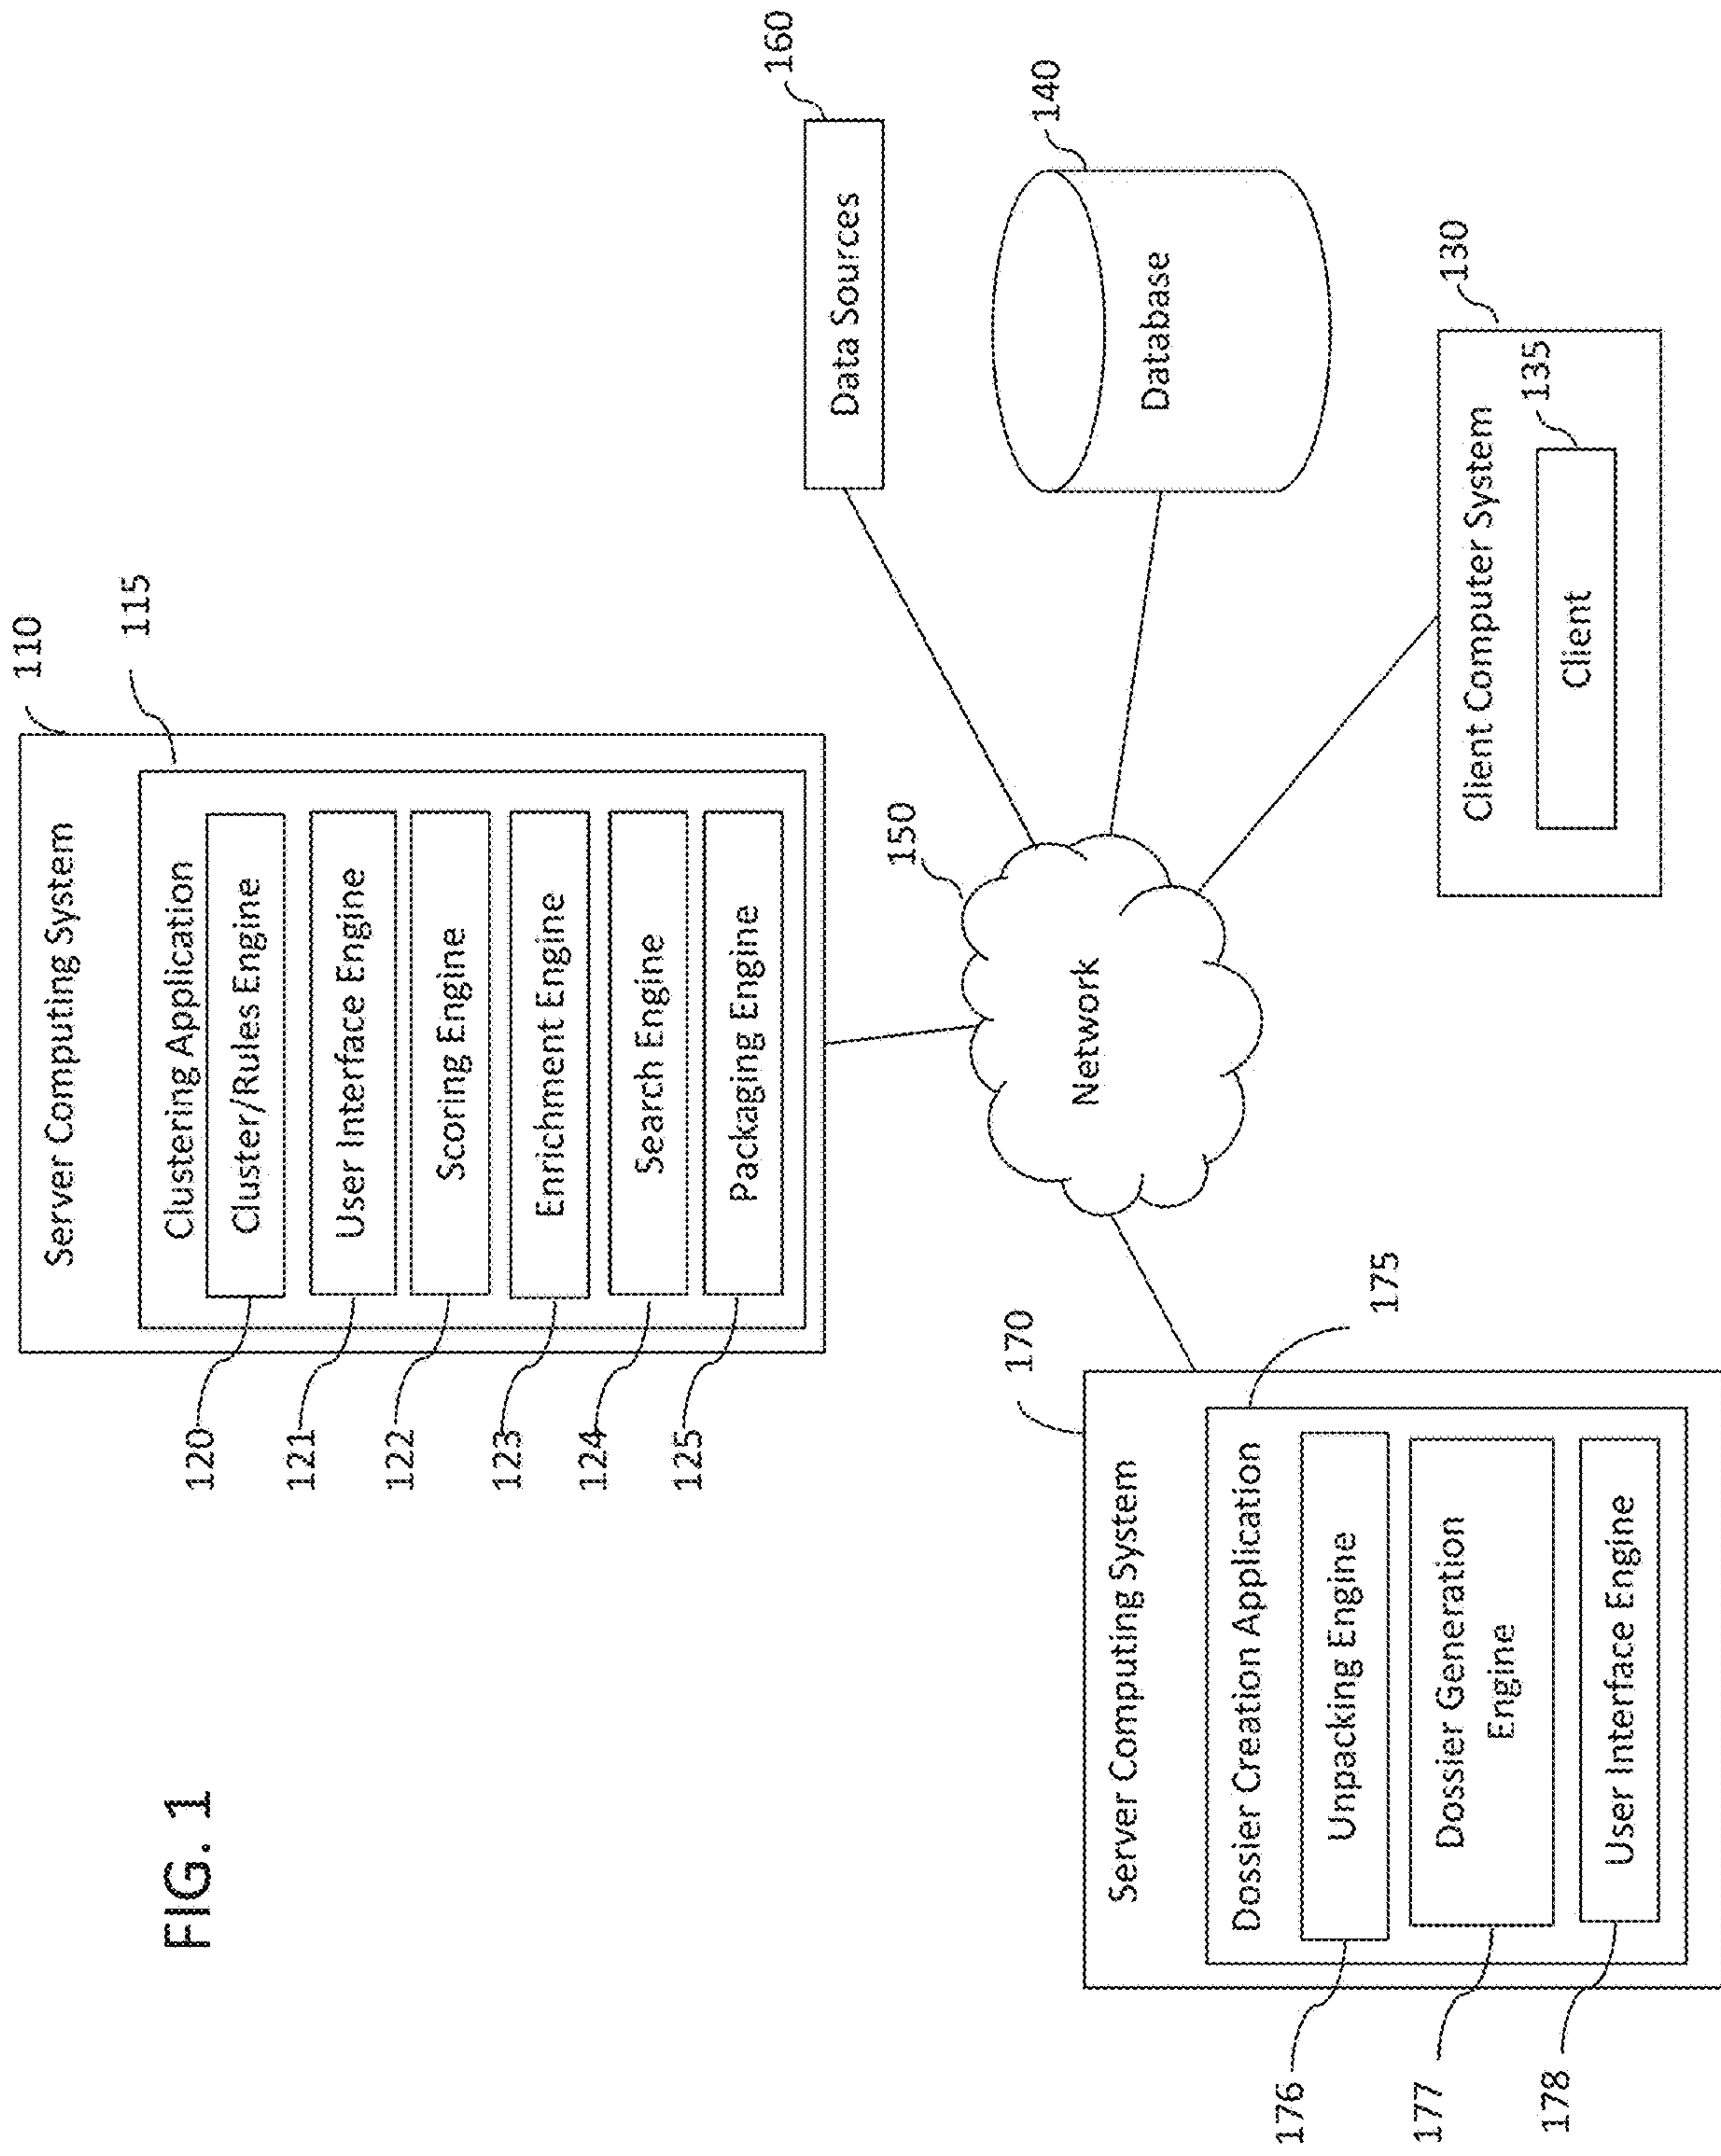 FIG. 1
Server Computing System
110
Clustering Application
115
Cluster/Rules Engine
120
User Interface Engine
121
Scoring Engine
122
Enrichment Engine
123
Search Engine
124
Packaging Engine
125
Data Sources
160
Database
140
Network
150
Client Computer System
130
Client
135
Server Computing System
170
Dossier Creation Application
175
Unpacking Engine
176
Dossier Generation
Engine
177
User Interface Engine
178